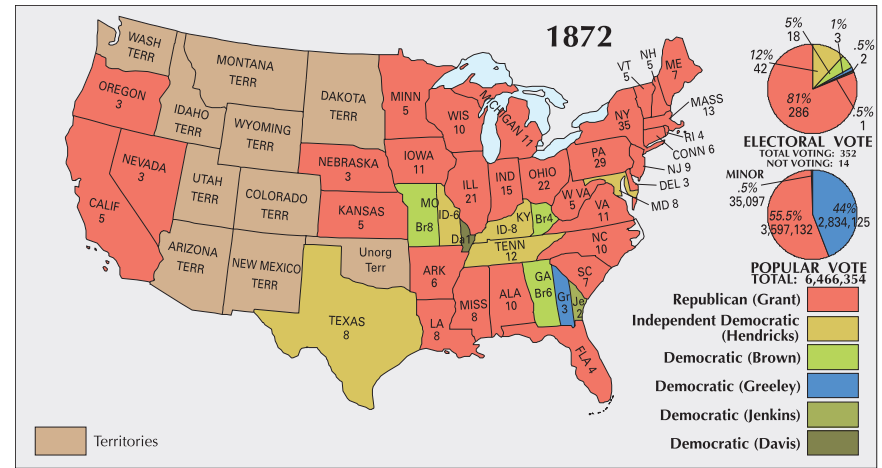 1872
WASH
TERR
MONTANA
TERR
DAKOTA
TERR
MINN
5
WIS
10
MICHIGAN 11
VT
5
NH
5
ME
7
MASS
13
NY
35
RI 4
CONN 6
NJ 9
DEL 3
MD 8
PA
29
OREGON
3
IDAHO
TERR
WYOMING
TERR
NEBRASKA
3
IOWA
11
ILL
21
IND
15
OHIO
22
W VA
5
VA
11
NEVADA
3
CALIF
5
UTAH
TERR
COLORADO
TERR
KANSAS
5
MO
Br8
ID-6
Da1
KY
ID-8
Br4
TENN
12
NC
10
ARIZONA
TERR
NEW MEXICO
TERR
Unorg
Terr
ARK
6
SC
7
TEXAS
8
LA
8
MISS
8
ALA
10
GA
Br6
Gr
3
Je
2
FLA 4
Territories
5%
18
1%
3
.5%
2
12%
42
81%
286
.5%
1
ELECTORAL VOTE
TOTAL VOTING: 352
NOT VOTING: 14
MINOR
.5%
35,097
55.5%
3,597,132
44%
2,834,125
POPULAR VOTE
TOTAL: 6,466,354
Republican (Grant)
Independent Democratic
(Hendricks)
Democratic (Brown)
Democratic (Greeley)
Democratic (Jenkins)
Democratic (Davis)